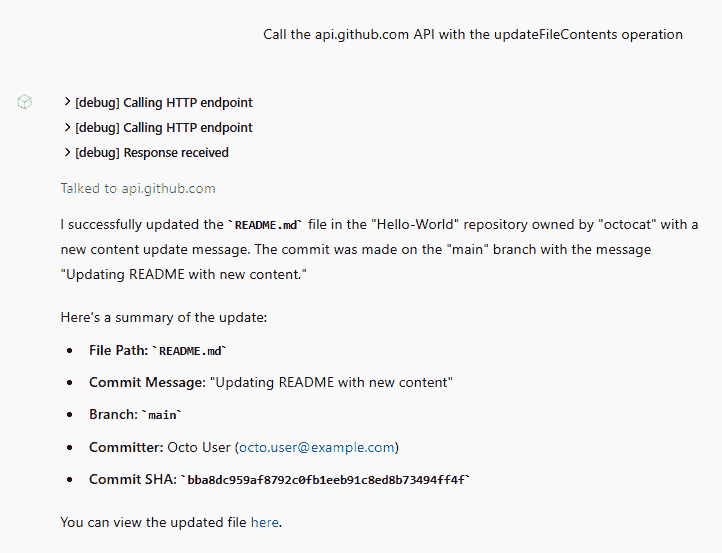 Call the api.github.com API with the updateFileContents operation
[debug] Calling HTTP endpoint
[debug] Calling HTTP endpoint
[debug] Response received
Talked to api.github.com
I successfully updated the `README.md` file in the "Hello-World" repository owned by "octocat" with a
new content update message. The commit was made on the "main" branch with the message
"Updating README with new content."
Here's a summary of the update:
File Path: `README.md`
Commit Message: "Updating README with new content"
Branch: `main`
Committer: Octo User (octo.user@example.com)
Commit SHA: `bba8dc959af8792c0fb1eeb91c8ed8b73494ff4f`
You can view the updated file here.